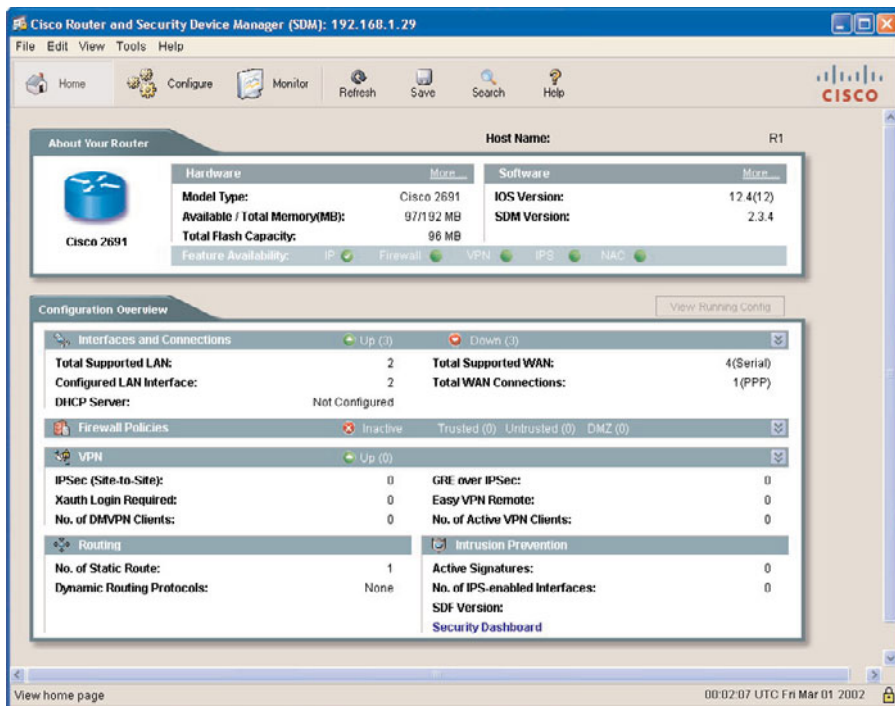 Cisco Router and Security Device Manager (SDM): 192.168.1.29
File Edit View Tools Help
Home Configure Monitor Refresh Save Search Help
CISCO
About Your Router
Host Name: R1
Hardware More...
Software More...
Model Type: Cisco 2691
IOS Version: 12.4(12)
Available / Total Memory(MB): 97/192 MB
SDM Version: 2.3.4
Total Flash Capacity: 96 MB
Cisco 2691
Feature Availability: IP Firewall VPN IPS NAC
Configuration Overview
View Running Config
Interfaces and Connections Up (3) Down (3)
Total Supported LAN: 2
Total Supported WAN: 4(Serial)
Configured LAN Interface: 2
Total WAN Connections: 1(PPP)
DHCP Server: Not Configured
Firewall Policies Inactive Trusted (0) Untrusted (0) DMZ (0)
VPN Up (0)
IPSec (Site-to-Site): 0
GRE over IPSec: 0
Xauth Login Required: 0
Easy VPN Remote: 0
No. of DMVPN Clients: 0
No. of Active VPN Clients: 0
Routing
Intrusion Prevention
No. of Static Route: 1
Active Signatures: 0
Dynamic Routing Protocols: None
No. of IPS-enabled Interfaces: 0
SDF Version:
Security Dashboard
View home page
00:02:07 UTC Fri Mar 01 2002